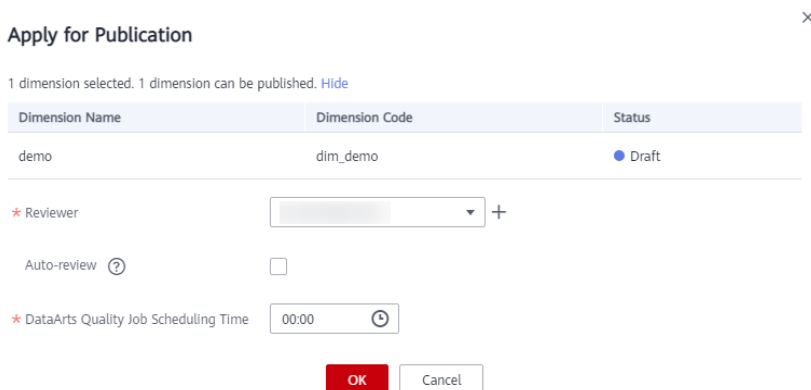 Apply for Publication
1 dimension selected. 1 dimension can be published. Hide
Dimension Name Dimension Code Status
demo dim_demo Draft
* Reviewer
Auto-review ?
* DataArts Quality Job Scheduling Time 00:00
OK Cancel